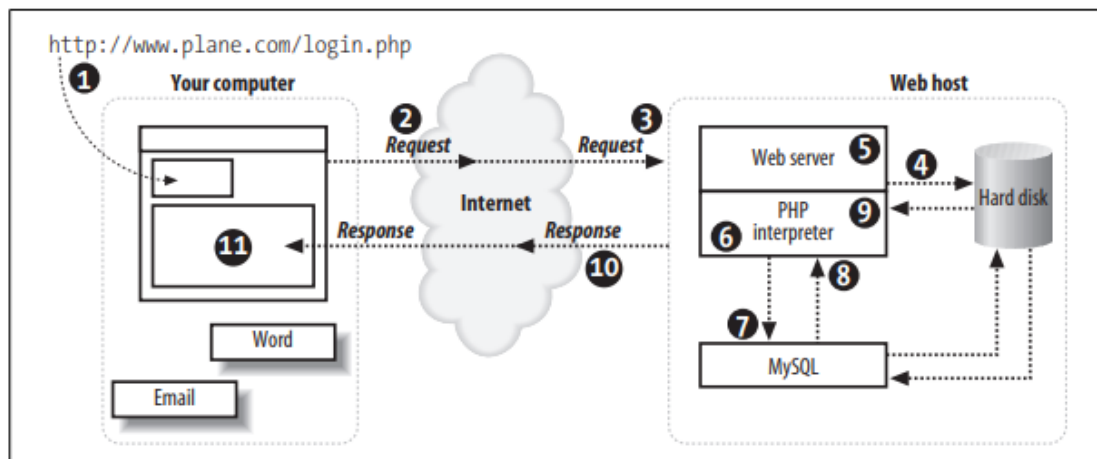 http://www.plane.com/login.php
1
Your computer
Web host
2
3
Request
Request
Web server
5
4
Hard disk
Internet
PHP
interpreter
9
6
Response
Response
11
10
8
7
Word
MySQL
Email